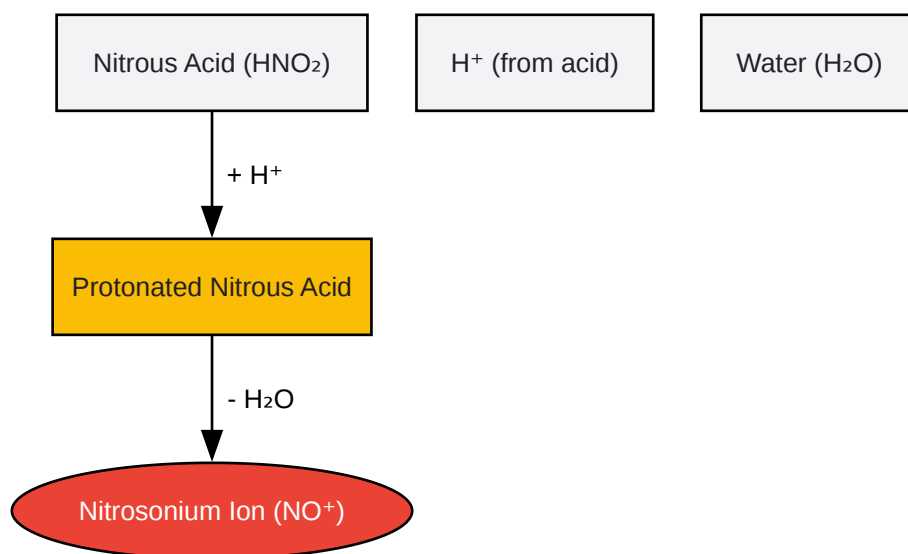 Nitrous Acid (HNO₂)
H⁺ (from acid)
Water (H₂O)
+ H⁺
Protonated Nitrous Acid
- H₂O
Nitrosonium Ion (NO⁺)